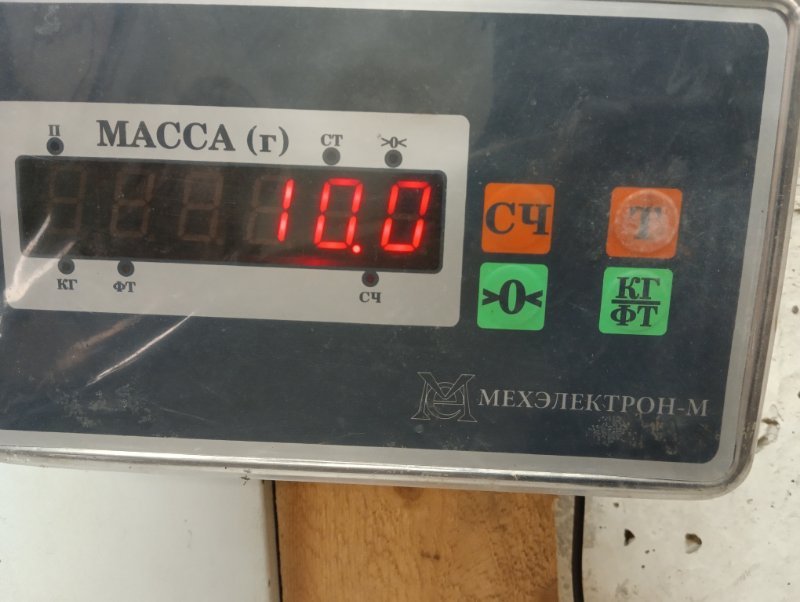 П
МАССА (г)
СТ
>0<
10.0
КГ
ФТ
СЧ
СЧ
Т
>0<
КГ
ФТ
МЕХЭЛЕКТРОН-М